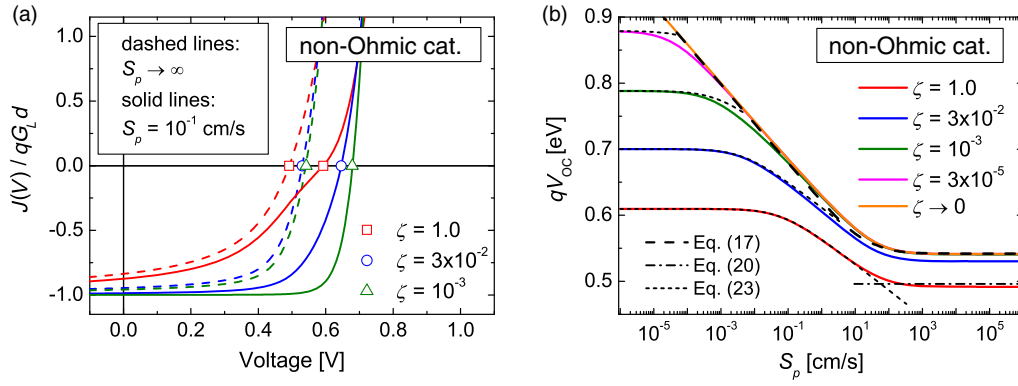 (a)
dashed lines:
S_p → ∞
solid lines:
S_p = 10^-1 cm/s
non-Ohmic cat.
1.0
0.5
0.0
-0.5
-1.0
J(V) / qG_L d
ζ = 1.0
ζ = 3x10^-2
ζ = 10^-3
0.0 0.2 0.4 0.6 0.8 1.0
Voltage [V]
(b)
non-Ohmic cat.
0.9
0.8
0.7
0.6
0.5
qV_OC [eV]
ζ = 1.0
ζ = 3x10^-2
ζ = 10^-3
ζ = 3x10^-5
ζ → 0
Eq. (17)
Eq. (20)
Eq. (23)
10^-5 10^-3 10^-1 10^1 10^3 10^5
S_p [cm/s]